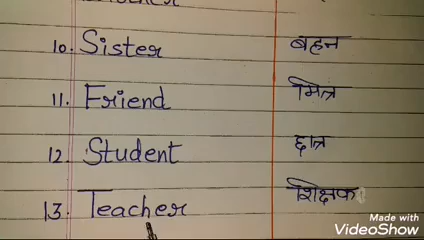 10. Sister बहन
11. Friend मित्र
12. Student छात्र
13. Teacher शिक्षक
Made with
VideoShow